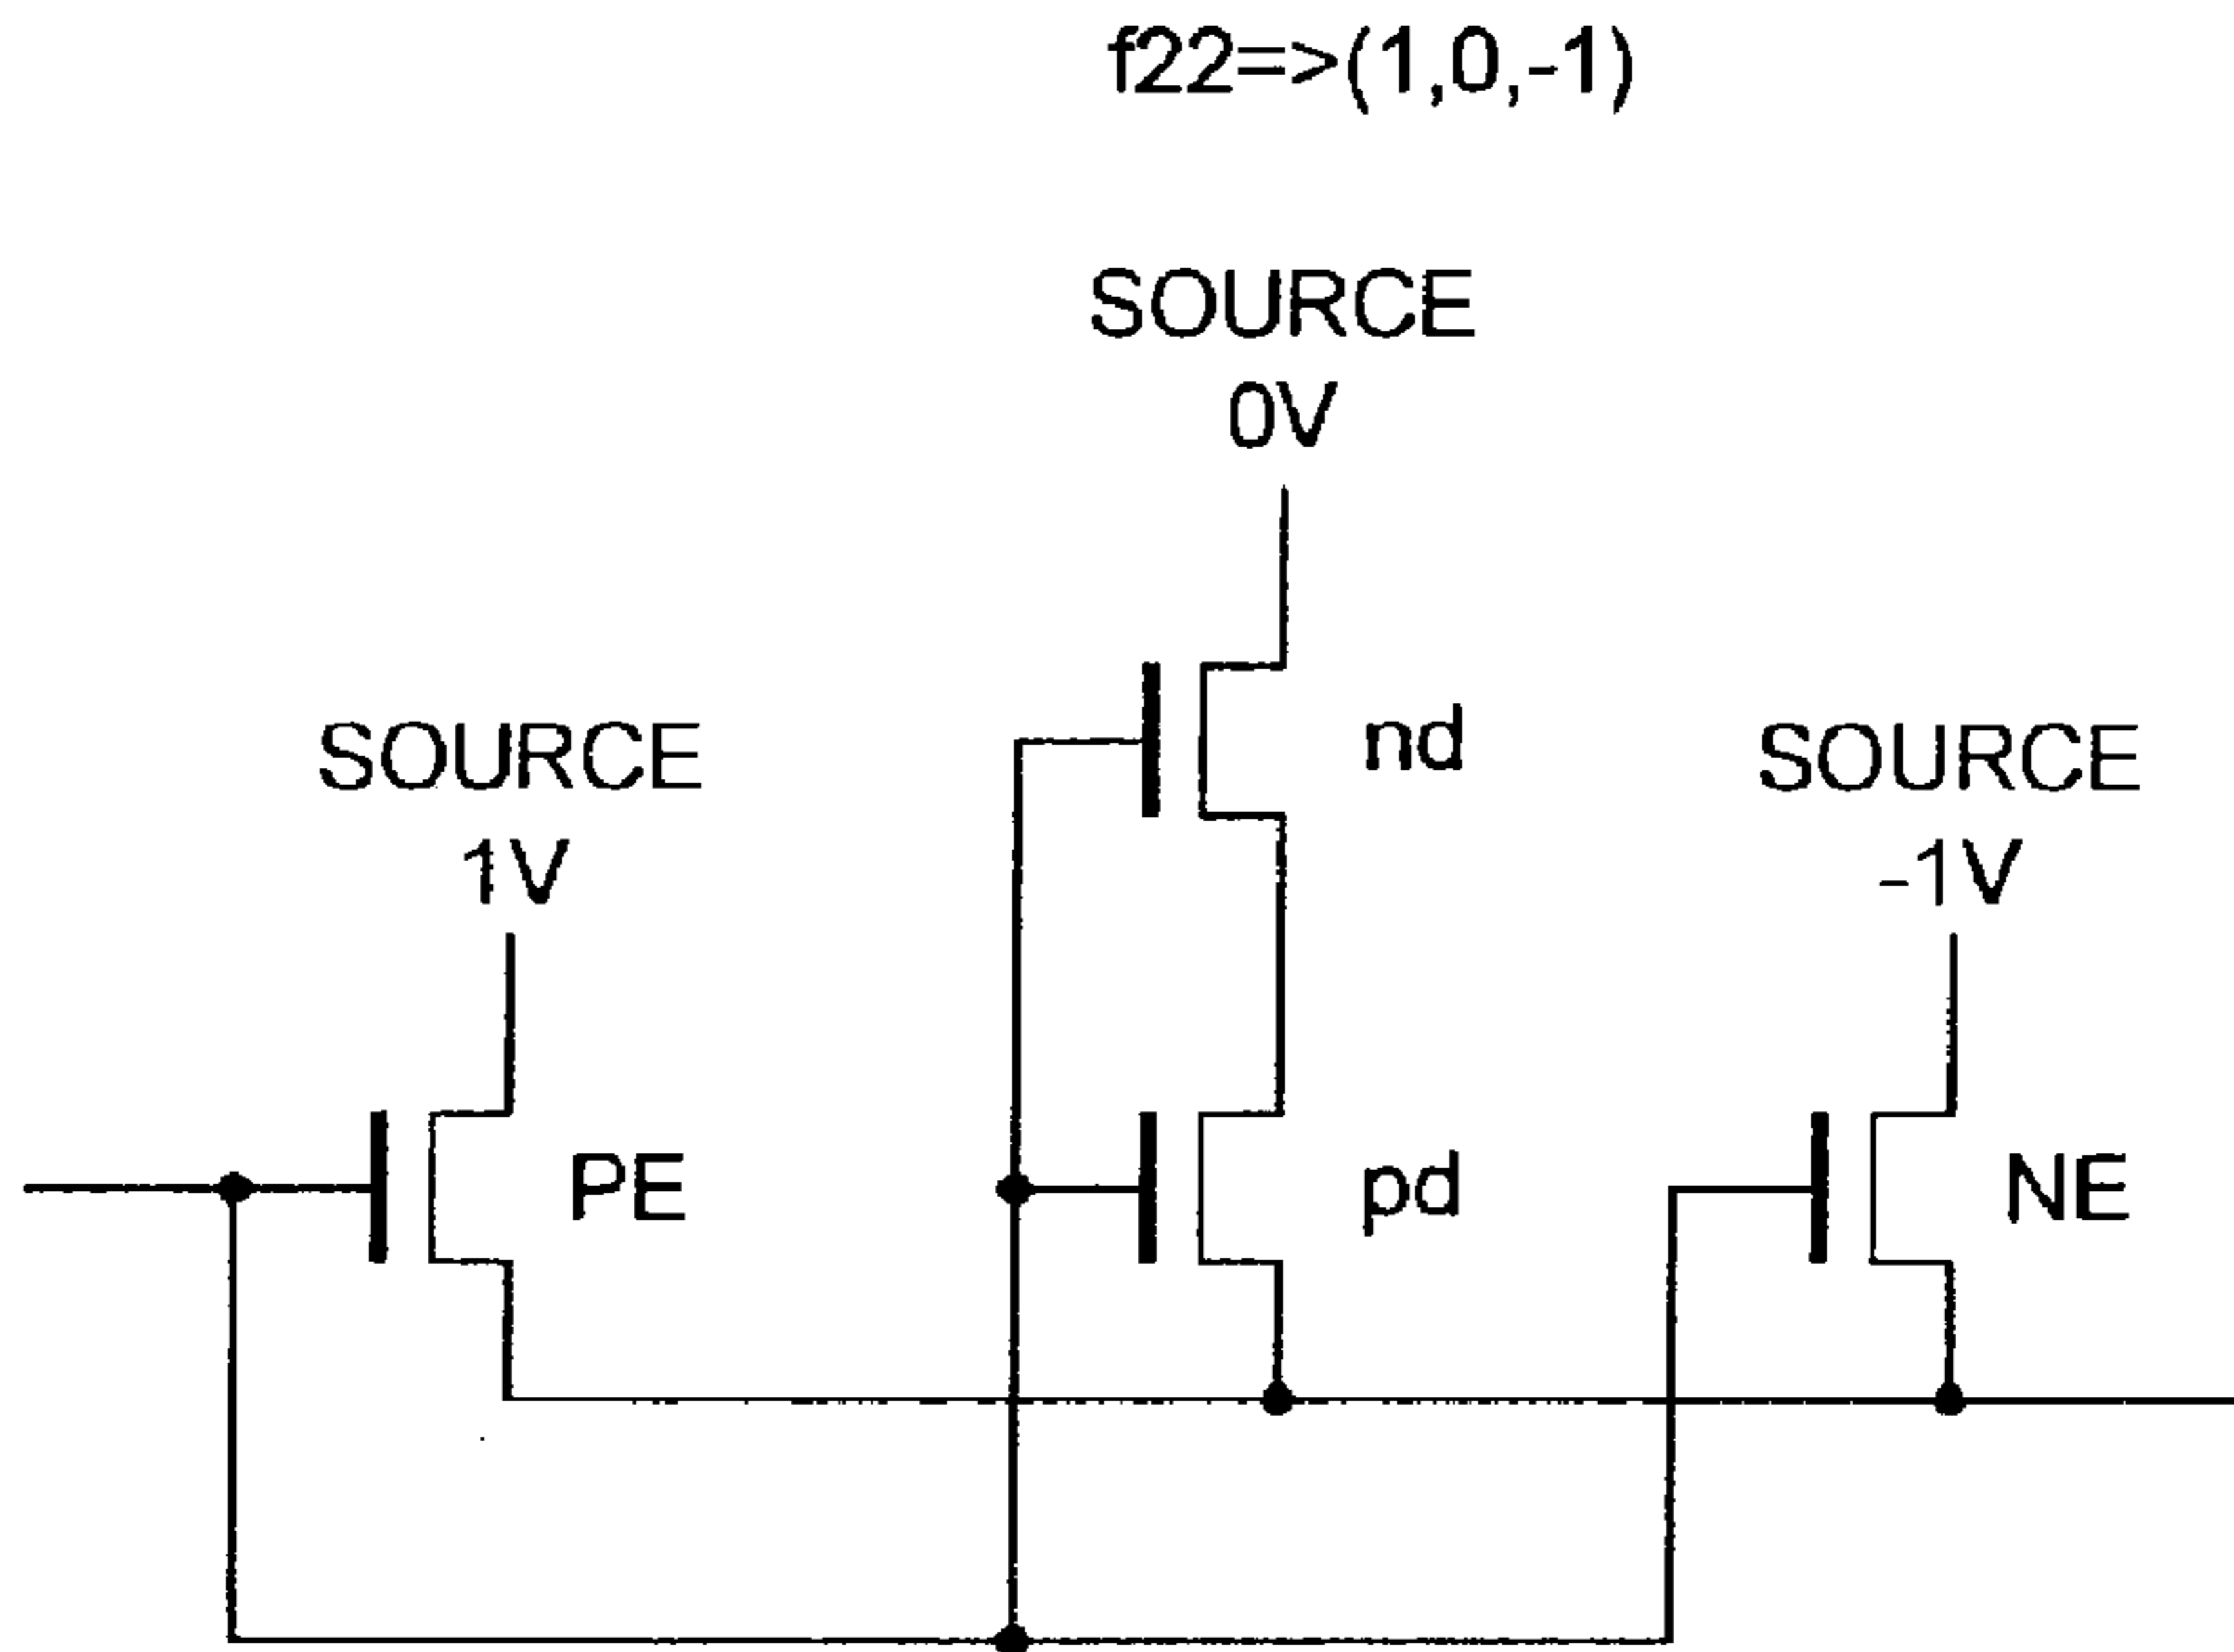 f22=>(1,0,-1)
SOURCE
0V
nd
SOURCE
1V
SOURCE
-1V
PE
pd
NE